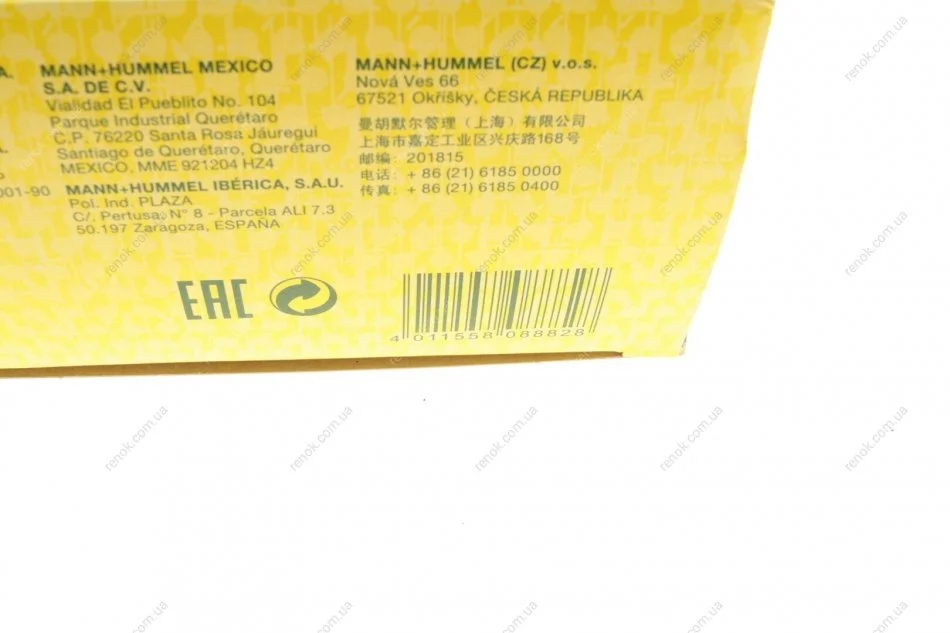 A.
MANN+HUMMEL MEXICO
S.A. DE C.V.
Vialidad El Pueblito No. 104
Parque Industrial Querétaro
C.P. 76220 Santa Rosa Jáuregui
Santiago de Querétaro, Querétaro
MEXICO, MME 921204 HZ4
001-90
MANN+HUMMEL IBÉRICA, S.A.U.
Pol. Ind. PLAZA
C/. Pertusa, N° 8 - Parcela ALI 7.3
50.197 Zaragoza, ESPAÑA
MANN+HUMMEL (CZ) v.o.s.
Nová Ves 66
67521 Okříšky, ČESKÁ REPUBLIKA
曼胡默尔管理（上海）有限公司
上海市嘉定工业区兴庆路168号
邮编: 201815
电话: + 86 (21) 6185 0000
传真: + 86 (21) 6185 0400
EAC
4 011558 088828
renok.com.ua